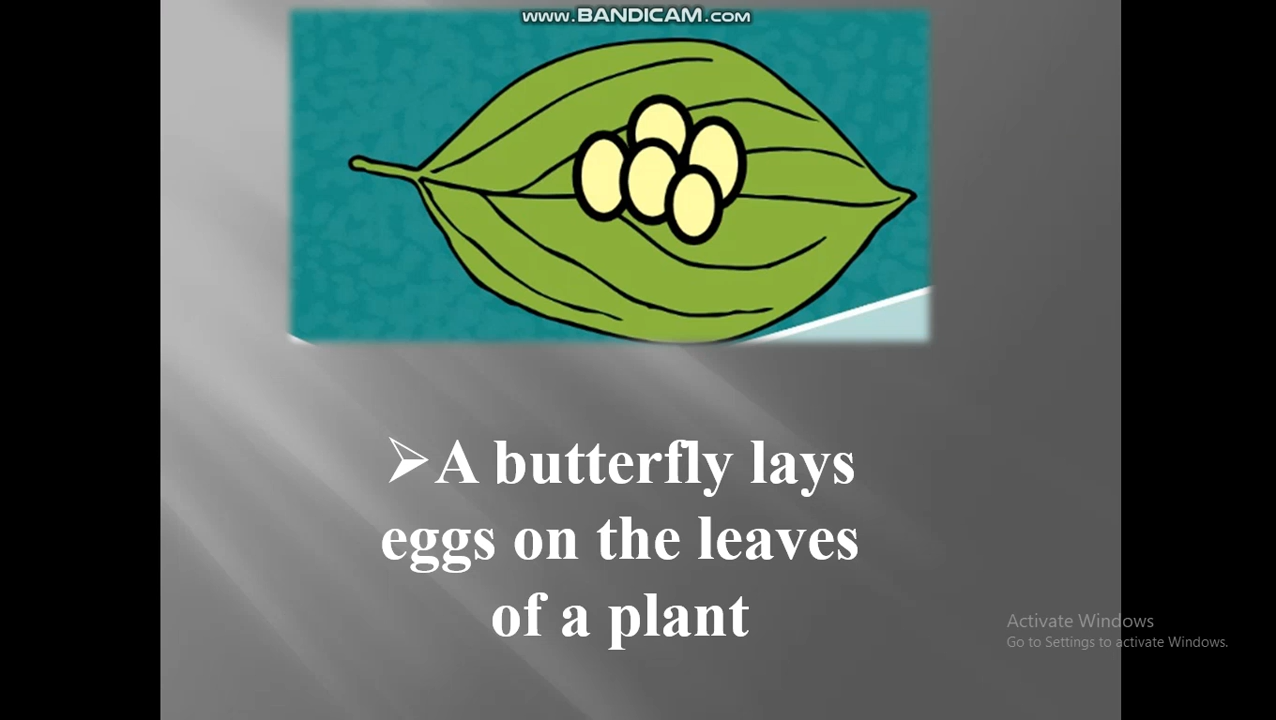 www.BANDICAM.com
➢A butterfly lays
eggs on the leaves
of a plant
Activate Windows
Go to Settings to activate Windows.